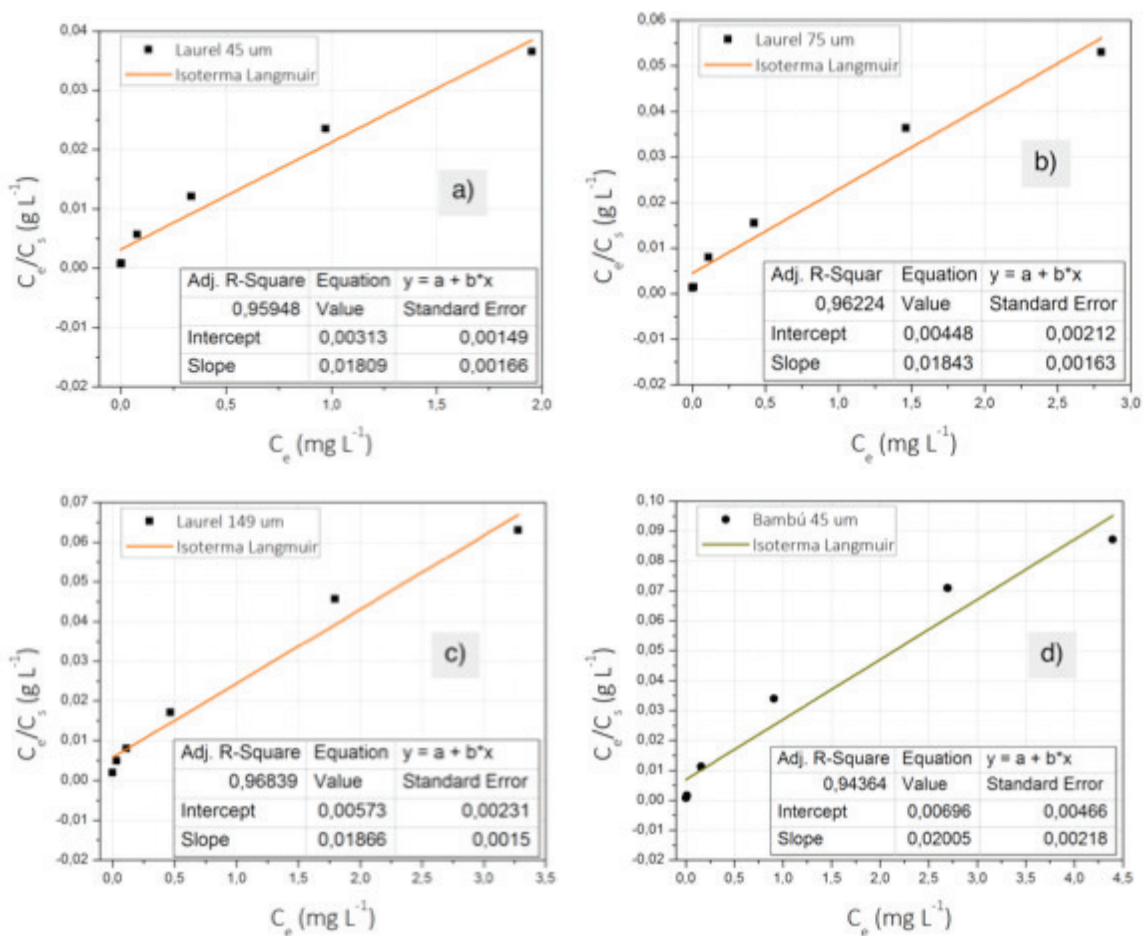 0,04
0,03
0,02
0,01
0,00
-0,01
-0,02
C_e/C_s (g L^-1)
Laurel 45 um
Isoterma Langmuir
a)
Adj. R-Square Equation y = a + b*x
0,95948 Value Standard Error
Intercept 0,00313 0,00149
Slope 0,01809 0,00166
0,0 0,5 1,0 1,5 2,0
C_e (mg L^-1)
0,06
0,05
0,04
0,03
0,02
0,01
0,00
-0,01
-0,02
C_e/C_s (g L^-1)
Laurel 75 um
Isoterma Langmuir
b)
Adj. R-Squar Equation y = a + b*x
0,96224 Value Standard Error
Intercept 0,00448 0,00212
Slope 0,01843 0,00163
0,0 0,5 1,0 1,5 2,0 2,5 3,0
C_e (mg L^-1)
0,07
0,06
0,05
0,04
0,03
0,02
0,01
0,00
-0,01
-0,02
C_e/C_s (g L^-1)
Laurel 149 um
Isoterma Langmuir
c)
Adj. R-Square Equation y = a + b*x
0,96839 Value Standard Error
Intercept 0,00573 0,00231
Slope 0,01866 0,0015
0,0 0,5 1,0 1,5 2,0 2,5 3,0 3,5
C_e (mg L^-1)
0,10
0,09
0,08
0,07
0,06
0,05
0,04
0,03
0,02
0,01
0,00
-0,01
-0,02
C_e/C_s (g L^-1)
Bambú 45 um
Isoterma Langmuir
d)
Adj. R-Square Equation y = a + b*x
0,94364 Value Standard Error
Intercept 0,00696 0,00466
Slope 0,02005 0,00218
0,0 0,5 1,0 1,5 2,0 2,5 3,0 3,5 4,0 4,5
C_e (mg L^-1)